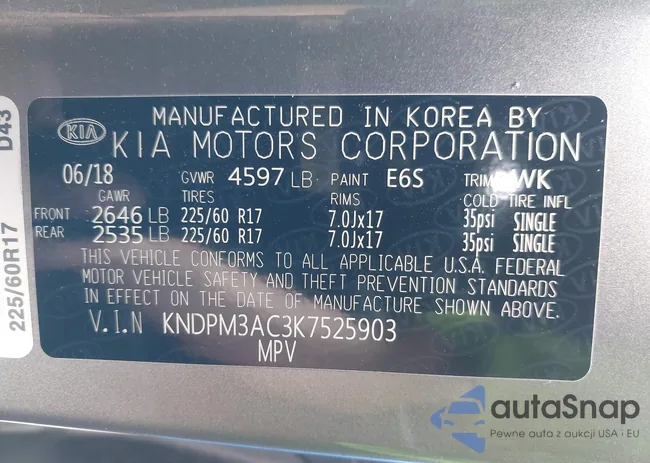 MANUFACTURED IN KOREA BY
KIA KIA MOTORS CORPORATION
06/18 GVWR 4597 LB PAINT E6S TRIM WK
GAWR TIRES RIMS COLD TIRE INFL
FRONT 2646 LB 225/60 R17 7.0Jx17 35psi SINGLE
REAR 2535 LB 225/60 R17 7.0Jx17 35psi SINGLE
THIS VEHICLE CONFORMS TO ALL APPLICABLE U.S.A. FEDERAL
MOTOR VEHICLE SAFETY AND THEFT PREVENTION STANDARDS
IN EFFECT ON THE DATE OF MANUFACTURE SHOWN ABOVE.
V.I.N KNDPM3AC3K7525903
MPV
225/60R17 D43
autaSnap
Pewne auta z aukcji USA i EU